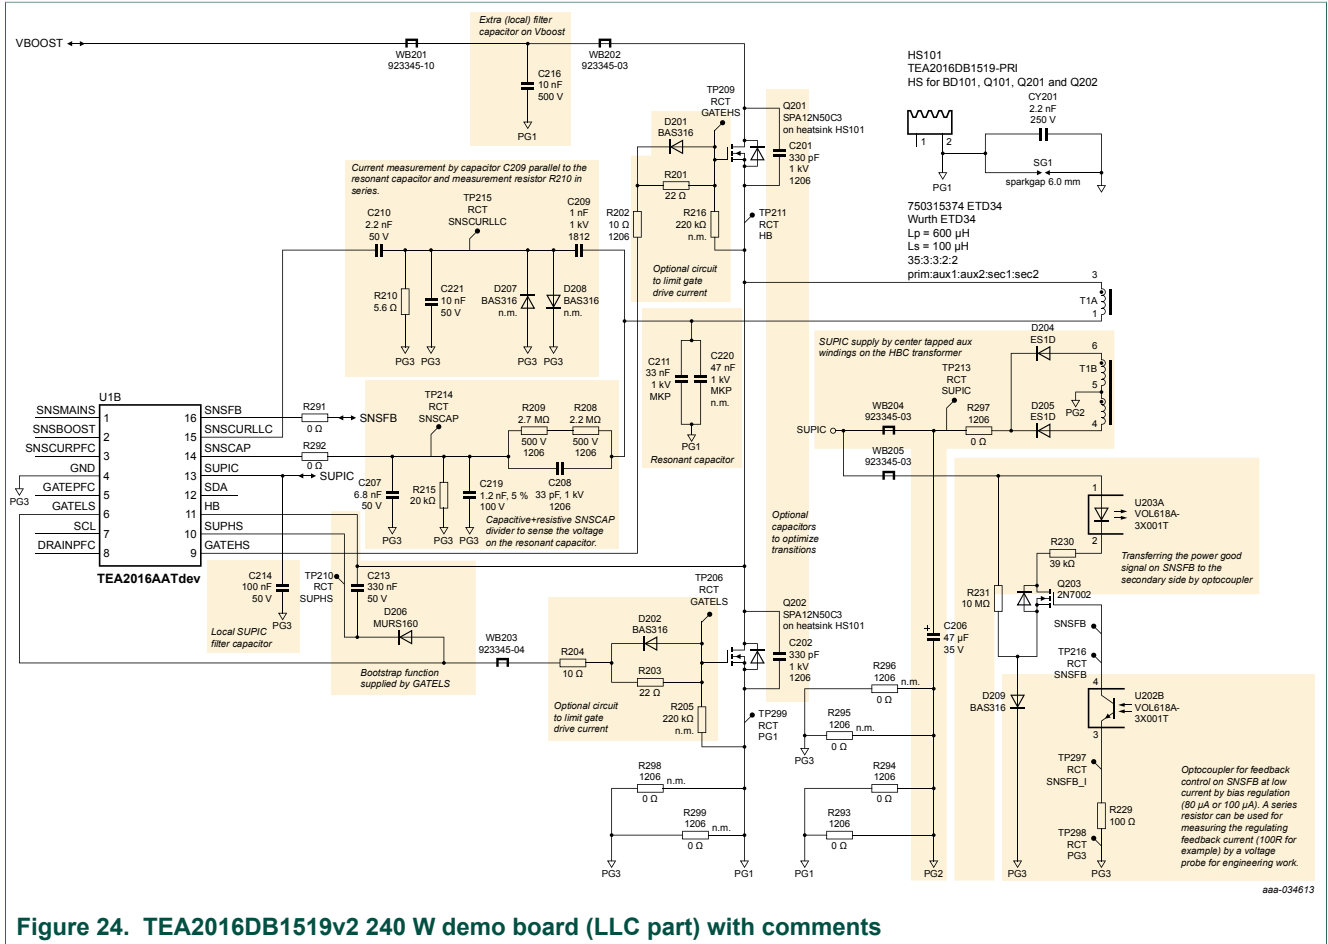 Extra (local) filter
capacitor on Vboost
VBOOST
WB201
923345-10
WB202
923345-03
C216
10 nF
500 V
PG1
HS101
TEA2016DB1519-PRI
HS for BD101, Q101, Q201 and Q202
CY201
2.2 nF
250 V
1
2
SG1
sparkgap 6.0 mm
PG1
750315374 ETD34
Wurth ETD34
Lp = 600 µH
Ls = 100 µH
35:3:3:2:2
prim:aux1:aux2:sec1:sec2
TP209
RCT
GATEHS
Q201
SPA12N50C3
on heatsink HS101
D201
BAS316
C201
330 pF
1 kV
1206
R201
22 Ω
R202
10 Ω
1206
R216
220 kΩ
n.m.
TP211
RCT
HB
Optional circuit
to limit gate
drive current
Current measurement by capacitor C209 parallel to the
resonant capacitor and measurement resistor R210 in
series.
TP215
RCT
SNSCURLLC
C210
2.2 nF
50 V
C209
1 nF
1 kV
1812
R210
5.6 Ω
C221
10 nF
50 V
D207
BAS316
n.m.
D208
BAS316
n.m.
PG3
PG3
PG3
PG3
3
T1A
1
C211
33 nF
1 kV
MKP
C220
47 nF
1 kV
MKP
n.m.
PG1
Resonant capacitor
SUPIC supply by center tapped aux
windings on the HBC transformer
D204
ES1D
6
T1B
5
PG2
4
TP213
RCT
SUPIC
R297
0 Ω
D205
ES1D
WB204
923345-03
SUPIC
WB205
923345-03
U1B
SNSMAINS
1
SNSBOOST
2
SNSCURPFC
3
GND
4
GATEPFC
5
GATELS
6
SCL
7
DRAINPFC
8
16
SNSFB
15
SNSCURLLC
14
SNSCAP
13
SUPIC
12
SDA
11
HB
10
SUPHS
9
GATEHS
TEA2016AATdev
PG3
R291
0 Ω
SNSFB
R292
0 Ω
SUPIC
TP214
RCT
SNSCAP
R209
2.7 MΩ
500 V
1206
R208
2.2 MΩ
500 V
1206
C207
6.8 nF
50 V
R215
20 kΩ
C219
1.2 nF, 5 %
100 V
C208
33 pF, 1 kV
1206
PG3
PG3
PG3
Capacitive+resistive SNSCAP
divider to sense the voltage
on the resonant capacitor.
Optional
capacitors
to optimize
transitions
C214
100 nF
50 V
PG3
Local SUPIC
filter capacitor
TP210
RCT
SUPHS
C213
330 nF
50 V
D206
MURS160
Bootstrap function
supplied by GATELS
WB203
923345-04
R204
10 Ω
D202
BAS316
R203
22 Ω
R205
220 kΩ
n.m.
Optional circuit
to limit gate
drive current
TP206
RCT
GATELS
Q202
SPA12N50C3
on heatsink HS101
C202
330 pF
1 kV
1206
TP299
RCT
PG1
R298
1206
n.m.
0 Ω
R299
1206
n.m.
0 Ω
PG3
PG1
R296
1206
n.m.
0 Ω
R295
1206
0 Ω
PG3
R294
1206
0 Ω
R293
1206
0 Ω
PG1
PG2
C206
+
47 µF
35 V
1
U203A
VOL618A-
3X001T
2
R230
39 kΩ
Transferring the power good
signal on SNSFB to the
secondary side by optocoupler
R231
10 MΩ
Q203
2N7002
SNSFB
TP216
RCT
SNSFB
D209
BAS316
PG3
4
U202B
VOL618A-
3X001T
3
TP297
RCT
SNSFB_I
R229
100 Ω
TP298
RCT
PG3
PG3
Optocoupler for feedback
control on SNSFB at low
current by bias regulation
(80 µA or 100 µA). A series
resistor can be used for
measuring the regulating
feedback current (100R for
example) by a voltage
probe for engineering work.
aaa-034613
Figure 24. TEA2016DB1519v2 240 W demo board (LLC part) with comments